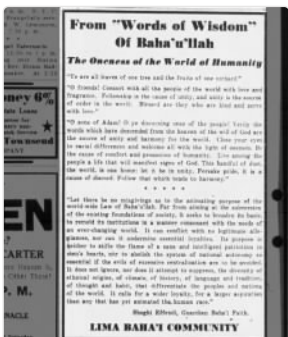 From "Words of Wisdom"
Of Baha'u'llah
The Oneness of the World of Humanity
"Ye are all leaves of one tree and the fruits of one orchard."
"O friends! Consort with all the people of the world with love and
fragrance. Fellowship is the cause of unity, and unity is the source
of order in the world. Blessed are they who are kind and serve
with love."
"O sons of Adam! O ye discerning ones of the people! Verily the
words which have descended from the heaven of the will of God are
the source of unity and harmony for the world. Close your eyes
to racial differences and welcome all with the light of oneness. Be
the cause of comfort and promotion of humanity. Live among the
people a life that will manifest signs of God. This handful of dust,
the world, is one home: let it be in unity. Forsake pride, it is a
cause of discord. Follow that which tends to harmony."
* * * * *
"Let there be no misgivings as to the animating purpose of the
world-wide Law of Baha'u'llah. Far from aiming at the subversion
of the existing foundations of society, it seeks to broaden its basis,
to remold its institutions in a manner consonant with the needs of
an ever-changing world. It can conflict with no legitimate alle-
giances, nor can it undermine essential loyalties. Its purpose is
neither to stifle the flame of a sane and intelligent patriotism in
men's hearts, nor to abolish the system of national autonomy so
essential if the evils of excessive centralization are to be avoided.
It does not ignore, nor does it attempt to suppress, the diversity of
ethnical origins, of climate, of history, of language and tradition,
of thought and habit, that differentiate the peoples and nations
of the world. It calls for a wider loyalty, for a larger aspiration
than any that has yet animated the human race."
Shoghi Effendi, Guardian Baha'i Faith.
LIMA BAHA'I COMMUNITY
ney 6%
Townsend
EN
CARTER
P. M.
RACLE